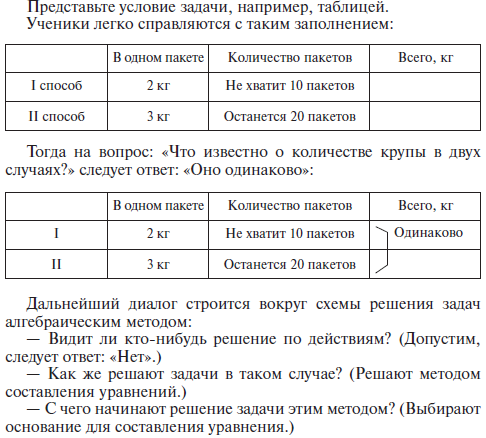 Представьте условие задачи, например, таблицей.
Ученики легко справляются с таким заполнением:
В одном пакете Количество пакетов Всего, кг
I способ 2 кг Не хватит 10 пакетов
II способ 3 кг Останется 20 пакетов
Тогда на вопрос: «Что известно о количестве крупы в двух
случаях?» следует ответ: «Оно одинаково»:
В одном пакете Количество пакетов Всего, кг
I 2 кг Не хватит 10 пакетов Одинаково
II 3 кг Останется 20 пакетов
Дальнейший диалог строится вокруг схемы решения задач
алгебраическим методом:
— Видит ли кто-нибудь решение по действиям? (Допустим,
следует ответ: «Нет».)
— Как же решают задачи в таком случае? (Решают методом
составления уравнений.)
— С чего начинают решение задачи этим методом? (Выбирают
основание для составления уравнения.)